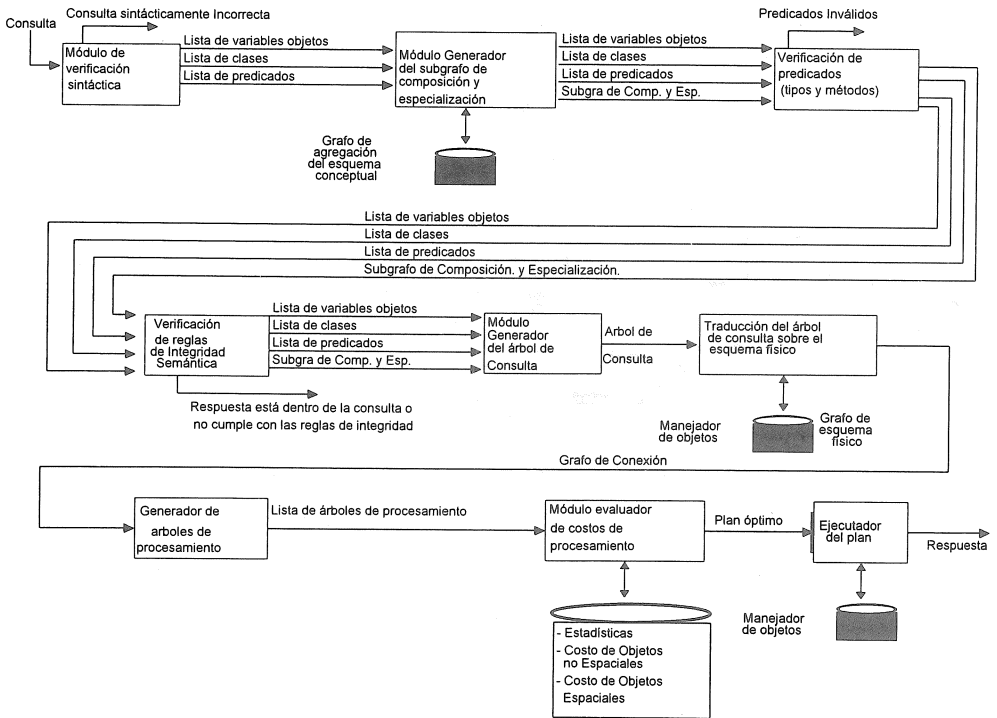 Consulta
Consulta sintácticamente Incorrecta
Módulo de
verificación
sintáctica
Lista de variables objetos
Lista de clases
Lista de predicados
Módulo Generador
del subgrafo de
composición y
especialización
Grafo de
agregación
del esquema
conceptual
Lista de variables objetos
Lista de clases
Lista de predicados
Subgra de Comp. y Esp.
Predicados Inválidos
Verificación de
predicados
(tipos y métodos)
Lista de variables objetos
Lista de clases
Lista de predicados
Subgrafo de Composición. y Especialización.
Verificación
de reglas
de Integridad
Semántica
Lista de variables objetos
Lista de clases
Lista de predicados
Subgra de Comp. y Esp.
Respuesta está dentro de la consulta o
no cumple con las reglas de integridad
Módulo
Generador
del árbol de
Consulta
Arbol de
Consulta
Traducción del árbol
de consulta sobre el
esquema físico
Manejador
de objetos
Grafo de
esquema
físico
Grafo de Conexión
Generador de
arboles de
procesamiento
Lista de árboles de procesamiento
Módulo evaluador
de costos de
procesamiento
Plan óptimo
Ejecutador
del plan
Respuesta
Manejador
de objetos
- Estadísticas
- Costo de Objetos
no Espaciales
- Costo de Objetos
Espaciales